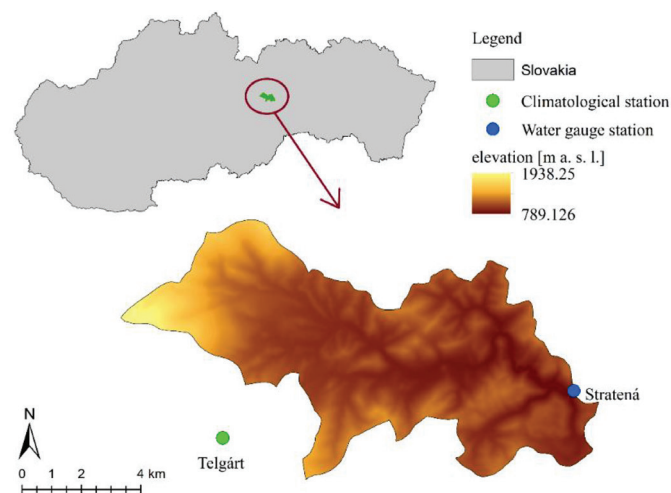 Legend
Slovakia
Climatological station
Water gauge station
elevation [m a. s. l.]
1938.25
789.126
Stratená
N
Telgárt
0 1 2 4 km